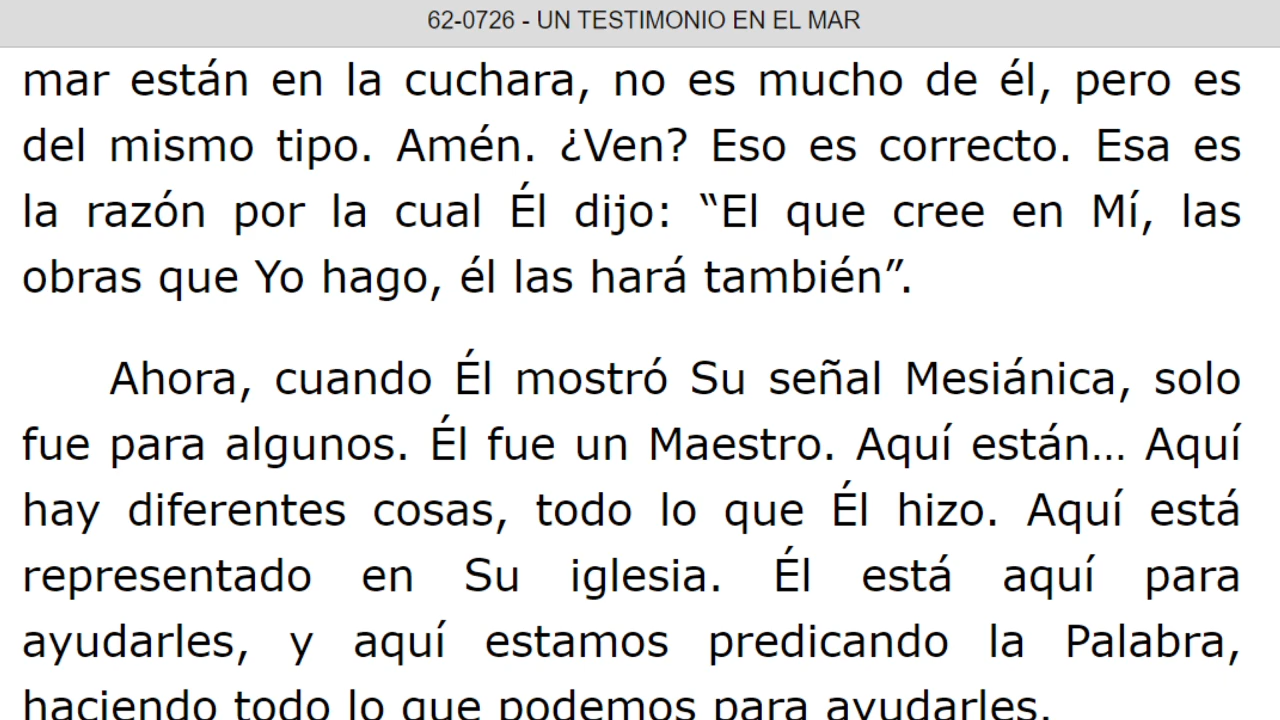 62-0726 - UN TESTIMONIO EN EL MAR
mar están en la cuchara, no es mucho de él, pero es
del mismo tipo. Amén. ¿Ven? Eso es correcto. Esa es
la razón por la cual Él dijo: “El que cree en Mí, las
obras que Yo hago, él las hará también”.
Ahora, cuando Él mostró Su señal Mesiánica, solo
fue para algunos. Él fue un Maestro. Aquí están… Aquí
hay diferentes cosas, todo lo que Él hizo. Aquí está
representado en Su iglesia. Él está aquí para
ayudarles, y aquí estamos predicando la Palabra,
haciendo todo lo que podemos para ayudarles.